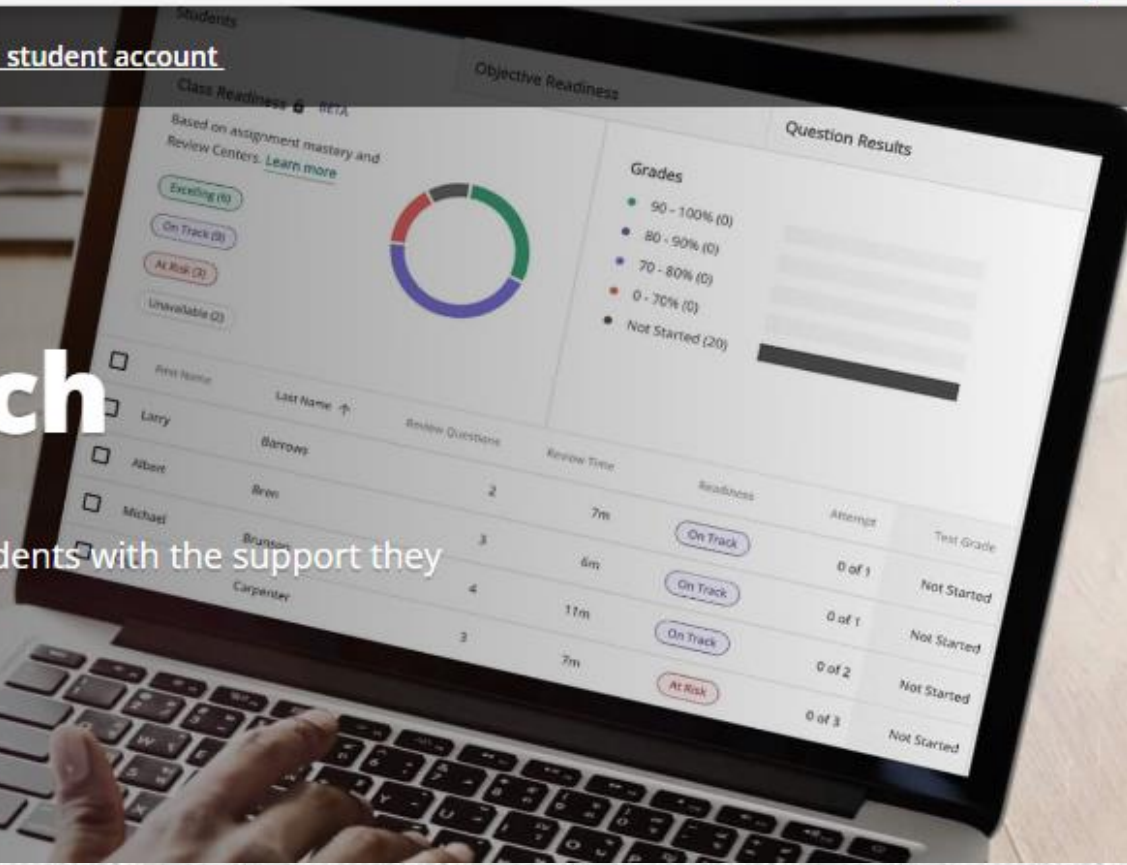 student account
Students
Objective Readiness
Question Results
Class Readiness BETA
Based on assignment mastery and
Review Centers. Learn more
Excelling (6)
On Track (9)
At Risk (3)
Unavailable (2)
Grades
90 - 100% (0)
80 - 90% (0)
70 - 80% (0)
0 - 70% (0)
Not Started (20)
ch
dents with the support they
First Name Last Name ↑ Review Questions Review Time Readiness Attempt Test Grade
Larry Barrows 2 7m On Track 0 of 1 Not Started
Albert Bren 3 6m On Track 0 of 1 Not Started
Michael Brunson 4 11m On Track 0 of 2 Not Started
Carpenter 3 7m At Risk 0 of 3 Not Started